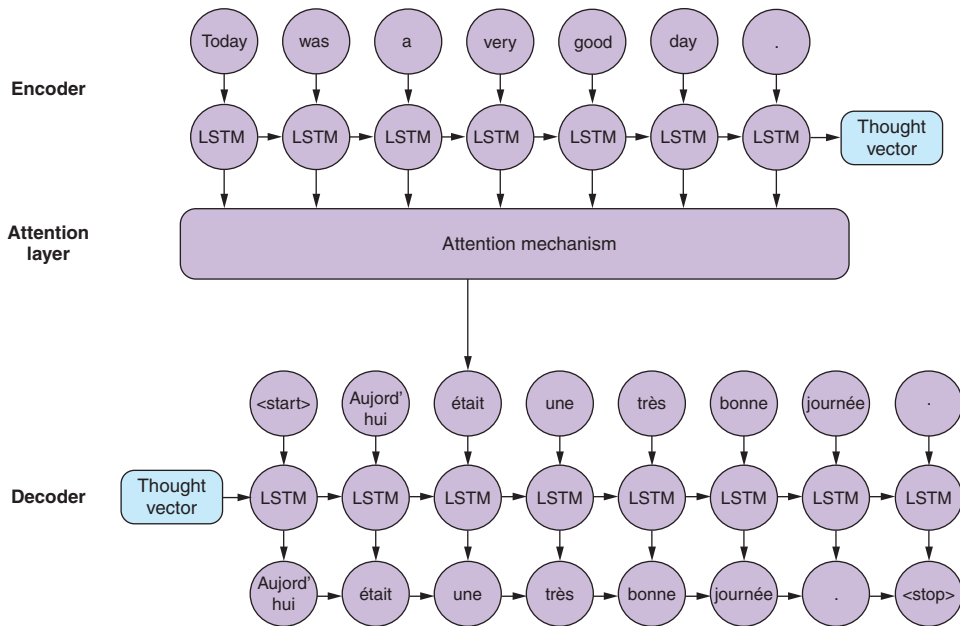 Today was a very good day .
Encoder
LSTM LSTM LSTM LSTM LSTM LSTM LSTM
Thought
vector
Attention
layer
Attention mechanism
<start> Aujord'
hui
était une très bonne journée .
Decoder
Thought
vector
LSTM LSTM LSTM LSTM LSTM LSTM LSTM LSTM
Aujord'
hui
était une très bonne journée . <stop>